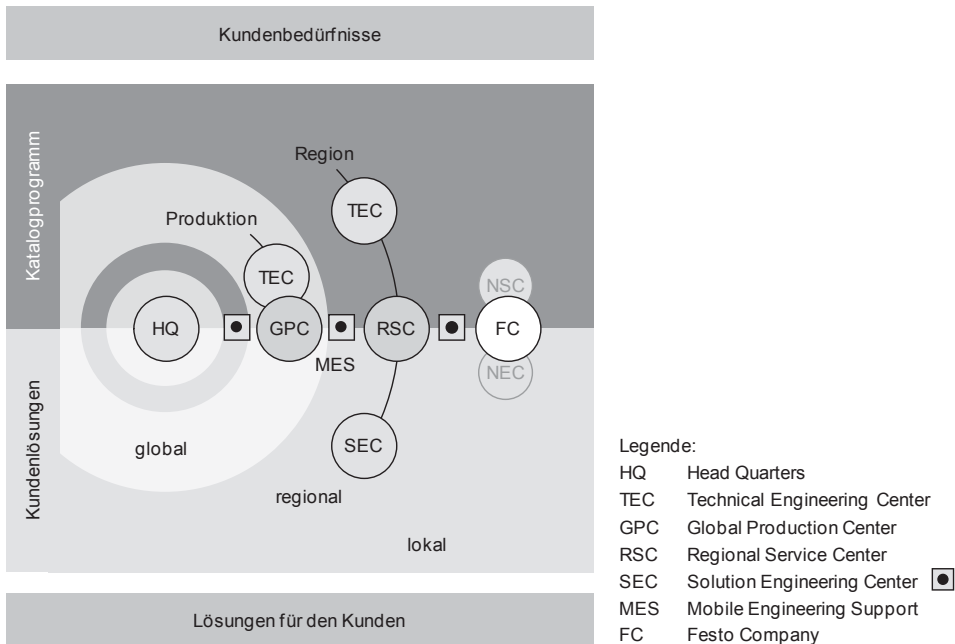 Kundenbedürfnisse
Katalogprogramm
Region
TEC
Produktion
TEC
NSC
HQ
GPC
RSC
FC
MES
NEC
Kundenlösungen
SEC
global
regional
lokal
Lösungen für den Kunden
Legende:
HQ Head Quarters
TEC Technical Engineering Center
GPC Global Production Center
RSC Regional Service Center
SEC Solution Engineering Center
MES Mobile Engineering Support
FC Festo Company